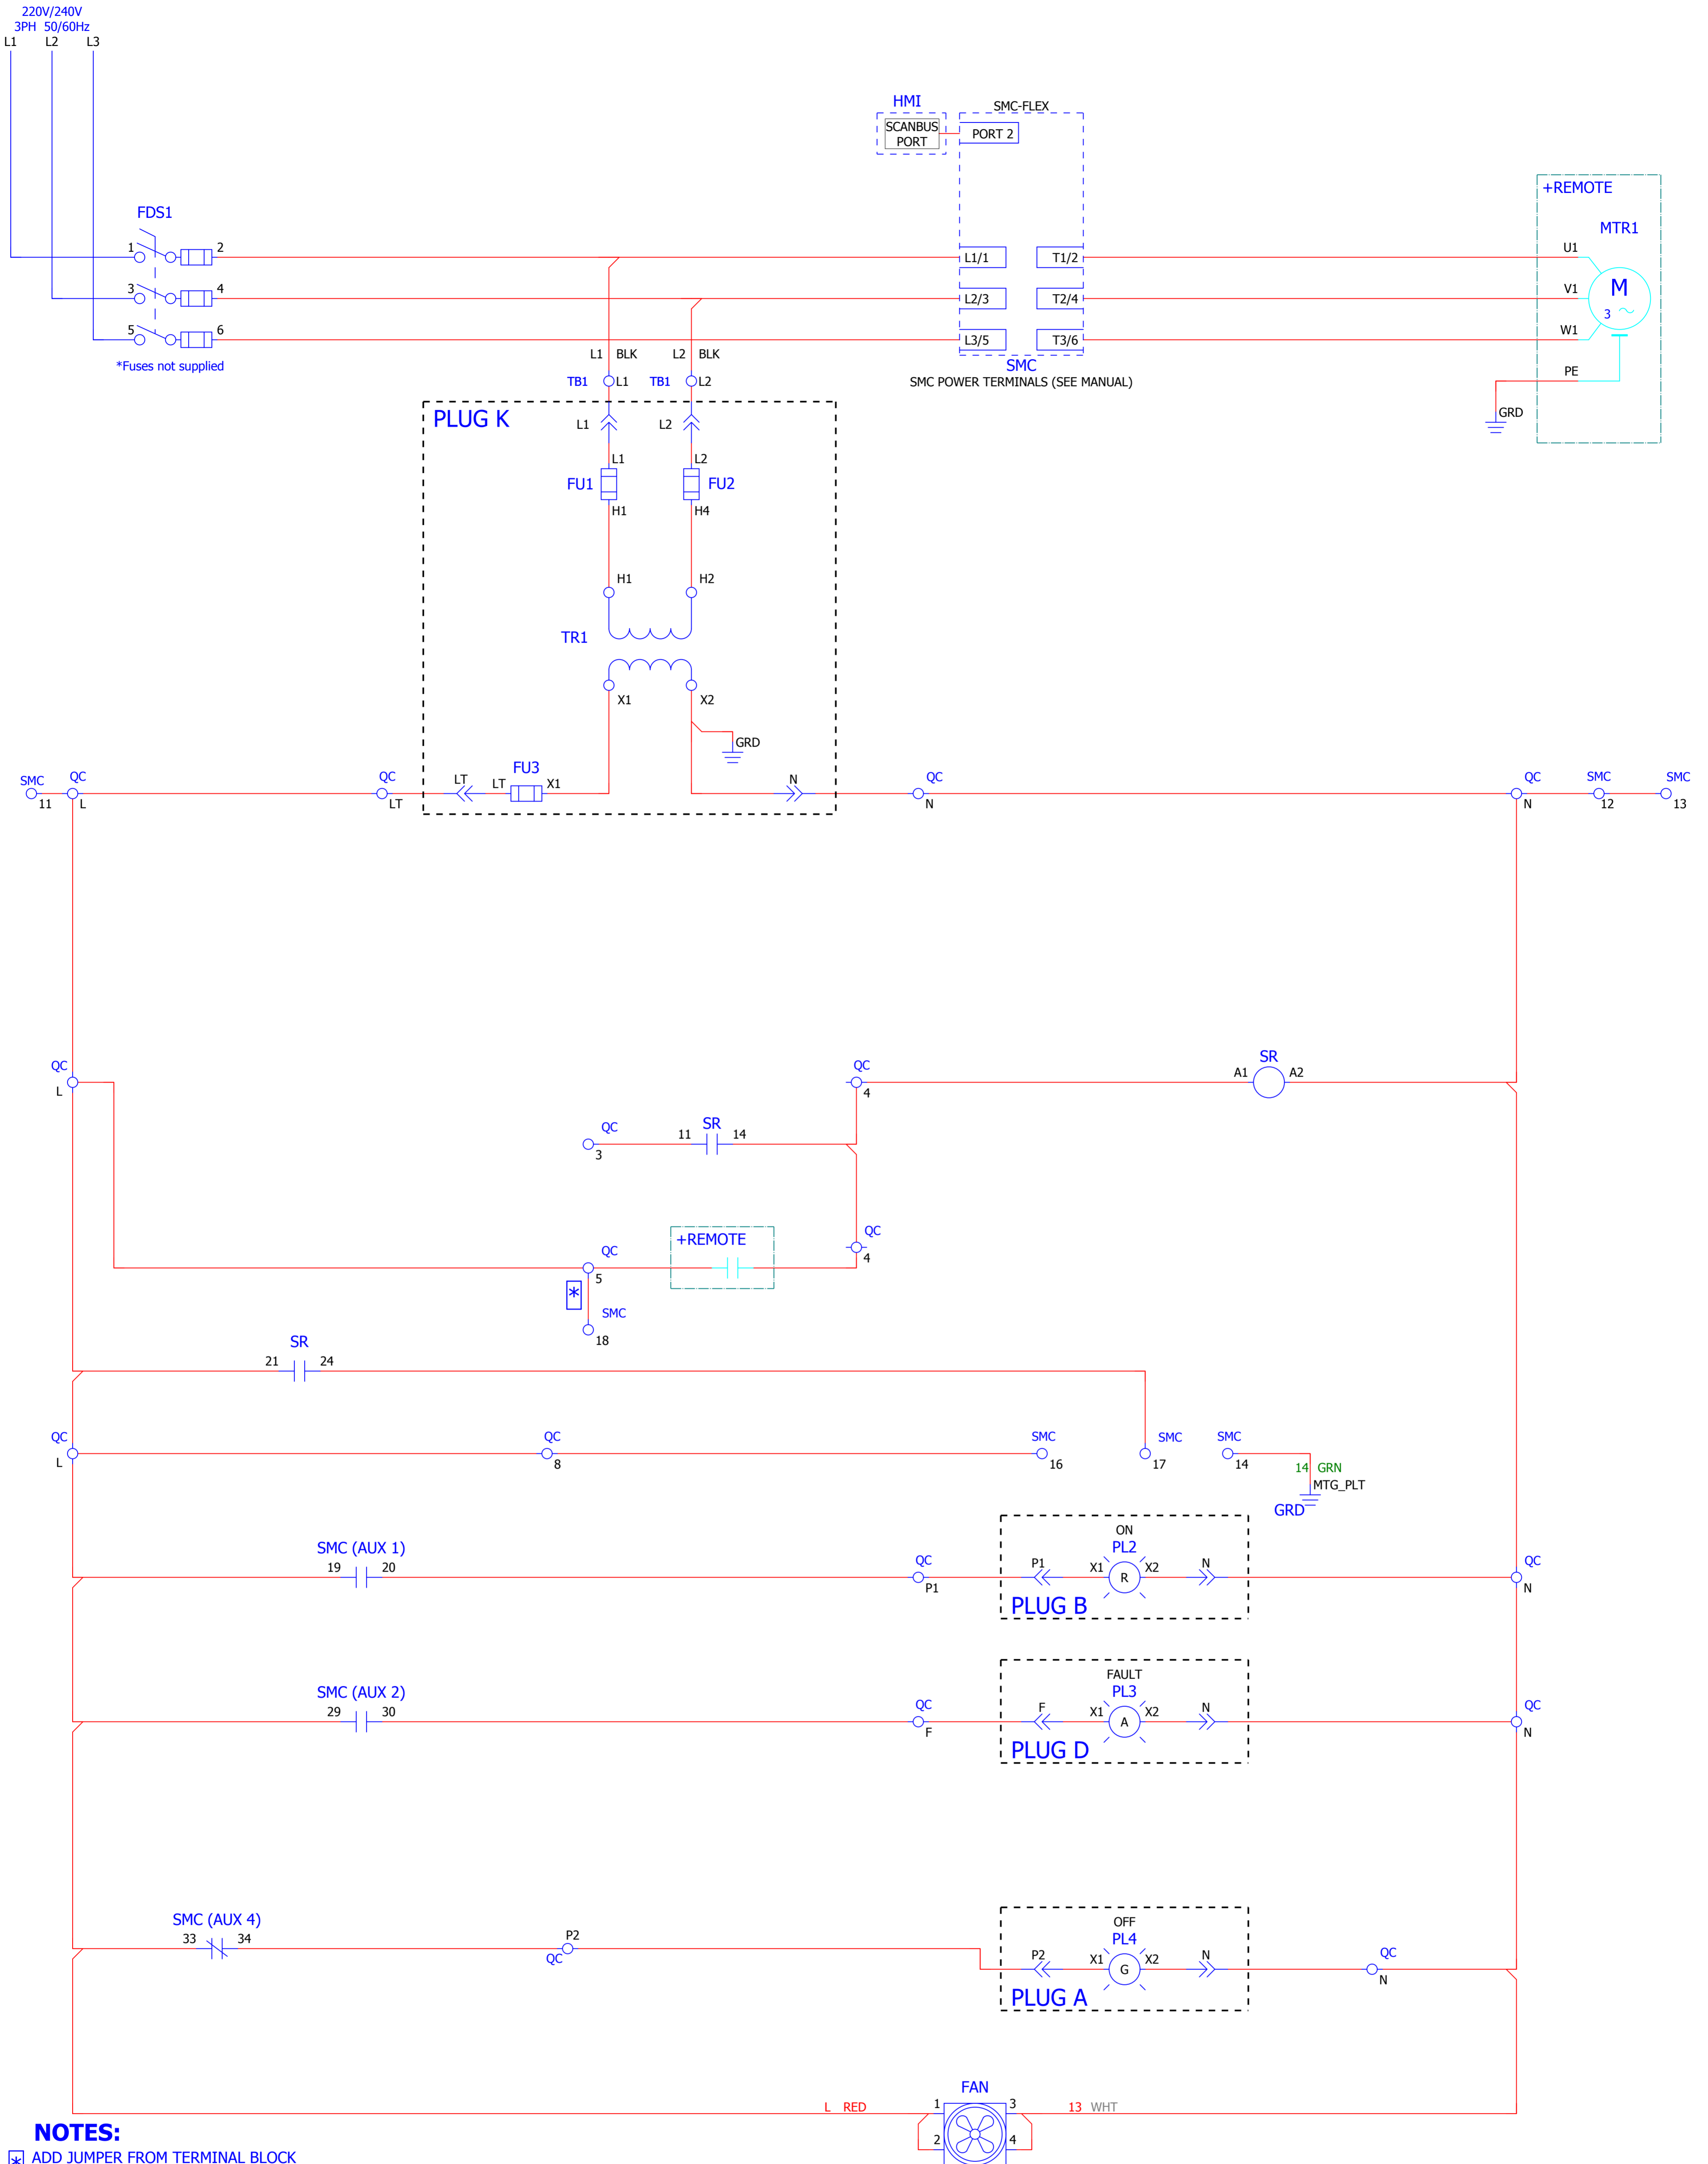 220V/240V
3PH 50/60Hz
L1 L2 L3
HMI
SMC-FLEX
SCANBUS
PORT
PORT 2
+REMOTE
MTR1
FDS1
1 2
L1/1 T1/2
U1
3 4
L2/3 T2/4
V1
M
3
5 6
L3/5 T3/6
W1
*Fuses not supplied
L1 BLK L2 BLK
SMC
SMC POWER TERMINALS (SEE MANUAL)
PE
GRD
TB1 L1 TB1 L2
PLUG K
L1 L2
L1 L2
FU1 FU2
H1 H4
H1 H2
TR1
X1 X2
GRD
SMC QC QC LT LT FU3 X1 N QC QC SMC SMC
11 L LT N N 12 13
QC QC SR
L 4 A1 A2
QC 11 SR 14
3
+REMOTE
QC QC
5 4
*
SMC
18
SR
21 24
QC QC SMC SMC SMC
L 8 16 17 14
14 GRN
MTG_PLT
GRD
ON
SMC (AUX 1)
PL2
19 20 QC P1 X1 R X2 N QC
P1 N
PLUG B
FAULT
SMC (AUX 2)
PL3
29 30 QC F X1 A X2 N QC
F N
PLUG D
OFF
SMC (AUX 4)
PL4
33 34 P2
QC
P2 X1 G X2 N QC
N
PLUG A
FAN
L RED 1 3 13 WHT
2 4
NOTES:
* ADD JUMPER FROM TERMINAL BLOCK